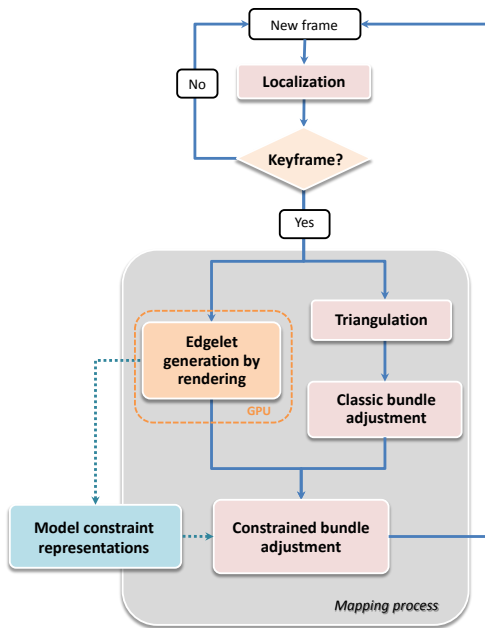 New frame
No
Localization
Keyframe?
Yes
Edgelet
generation by
rendering
GPU
Triangulation
Classic bundle
adjustment
Model constraint
representations
Constrained bundle
adjustment
Mapping process